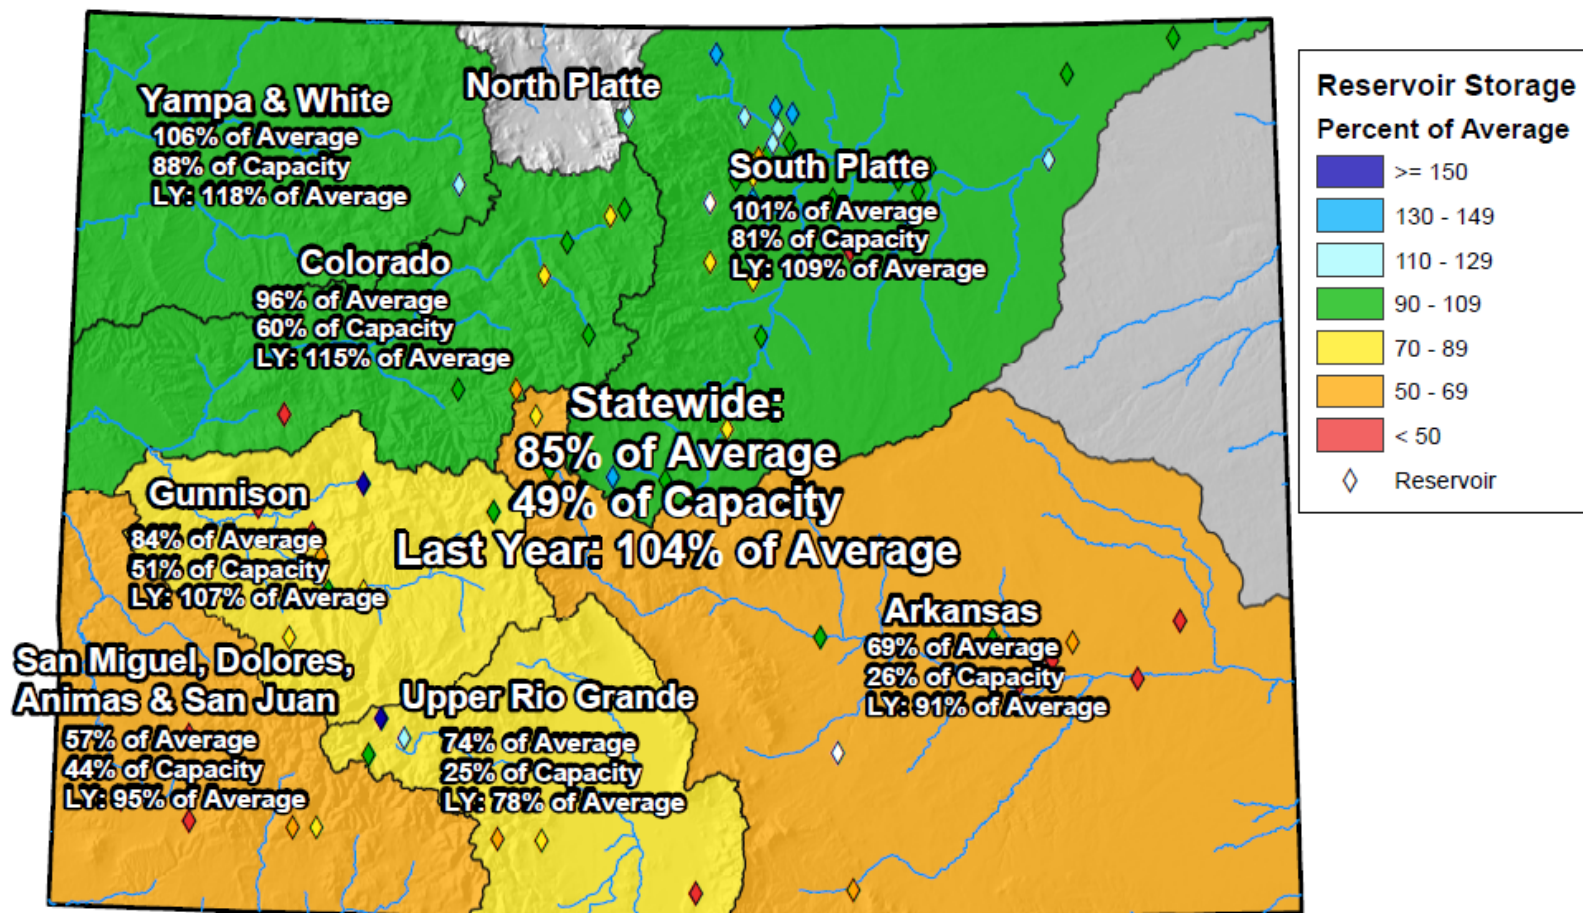 North Platte
Yampa & White
106% of Average
88% of Capacity
LY: 118% of Average
South Platte
101% of Average
81% of Capacity
LY: 109% of Average
Colorado
96% of Average
60% of Capacity
LY: 115% of Average
Statewide:
85% of Average
49% of Capacity
Last Year: 104% of Average
Gunnison
84% of Average
51% of Capacity
LY: 107% of Average
Arkansas
69% of Average
26% of Capacity
LY: 91% of Average
San Miguel, Dolores,
Animas & San Juan
57% of Average
44% of Capacity
LY: 95% of Average
Upper Rio Grande
74% of Average
25% of Capacity
LY: 78% of Average
Reservoir Storage
Percent of Average
>= 150
130 - 149
110 - 129
90 - 109
70 - 89
50 - 69
< 50
Reservoir